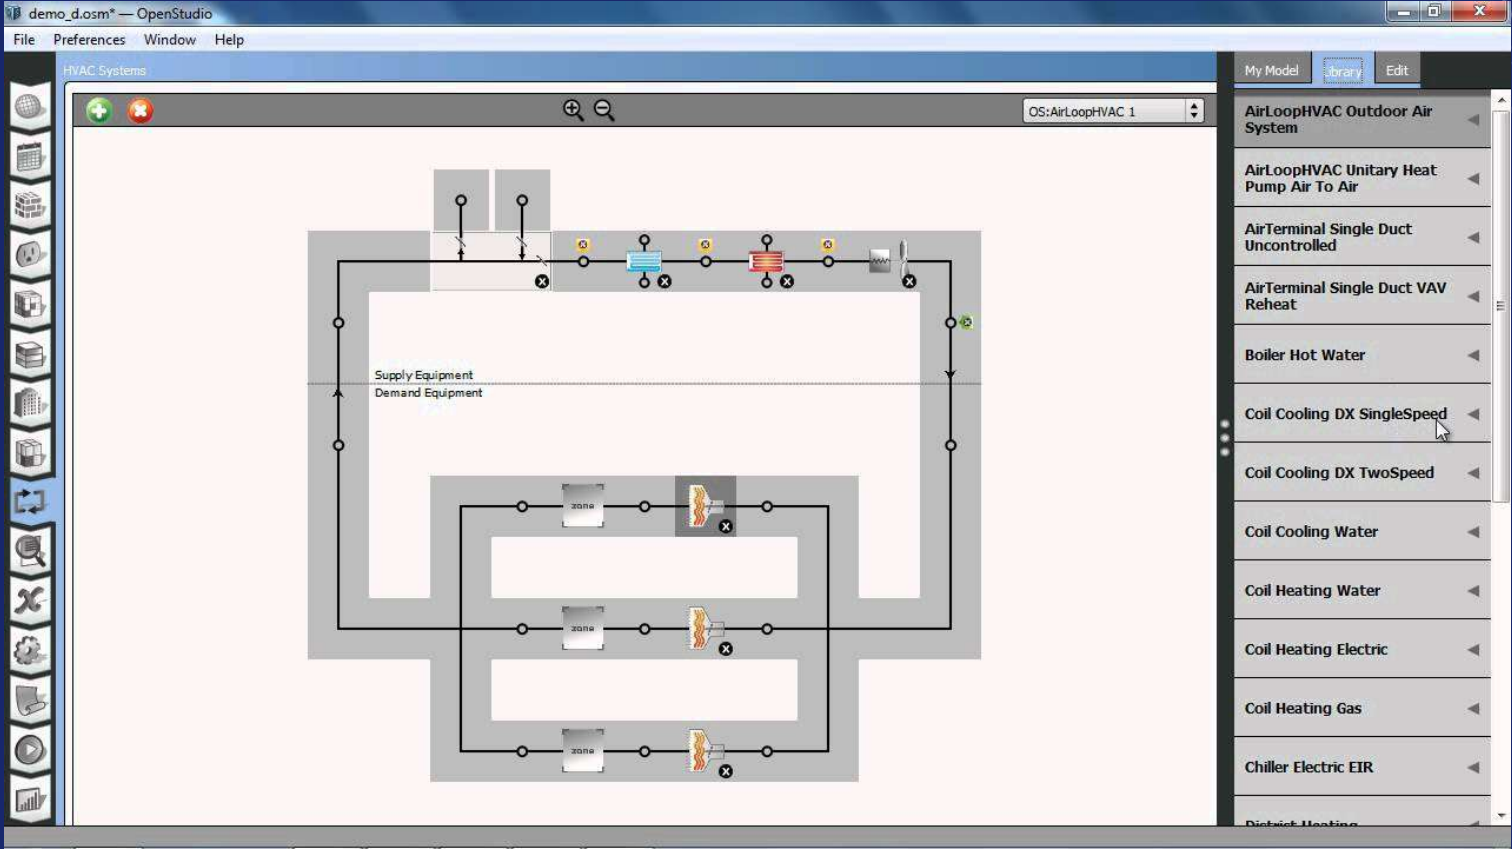 demo_d.osm* — OpenStudio
File Preferences Window Help
HVAC Systems
My Model Library Edit
OS:AirLoopHVAC 1
AirLoopHVAC Outdoor Air
System
AirLoopHVAC Unitary Heat
Pump Air To Air
AirTerminal Single Duct
Uncontrolled
AirTerminal Single Duct VAV
Reheat
Boiler Hot Water
Coil Cooling DX SingleSpeed
Coil Cooling DX TwoSpeed
Coil Cooling Water
Coil Heating Water
Coil Heating Electric
Coil Heating Gas
Chiller Electric EIR
District Heating
Supply Equipment
Demand Equipment
zone
zone
zone